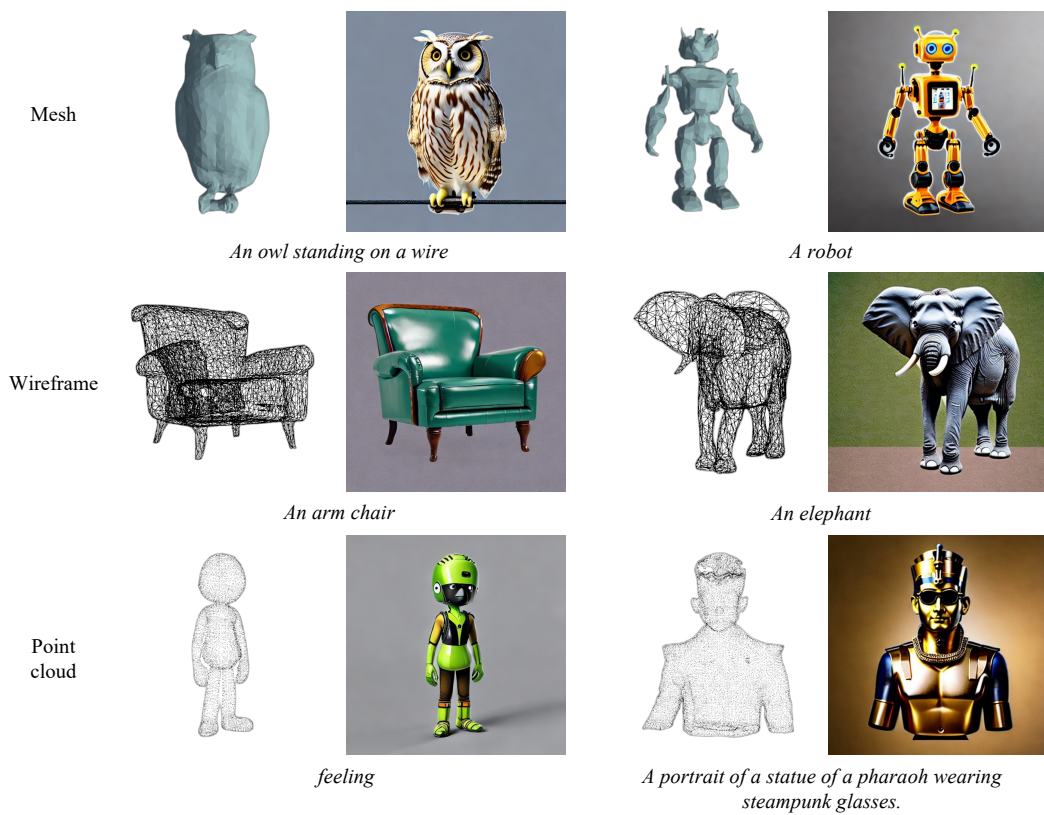 Mesh
An owl standing on a wire
A robot
Wireframe
An arm chair
An elephant
Point
cloud
feeling
A portrait of a statue of a pharaoh wearing
steampunk glasses.